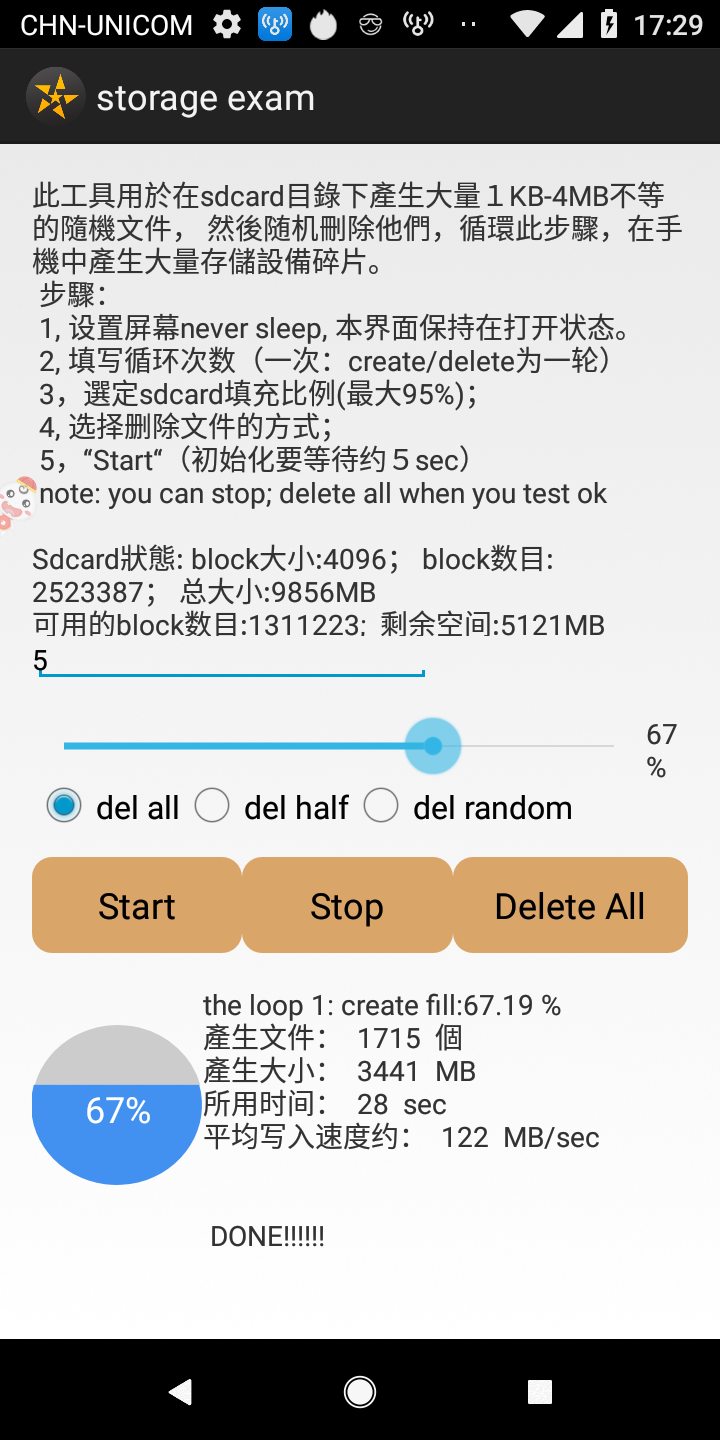 CHN-UNICOM 17:29
storage exam
此工具用於在sdcard目錄下產生大量１KB-4MB不等
的隨機文件， 然後随机刪除他們，循環此步驟，在手
機中產生大量存儲設備碎片。
步驟：
1, 设置屏幕never sleep, 本界面保持在打开状态。
2, 填写循环次数（一次：create/delete为一轮）
3，選定sdcard填充比例(最大95%)；
4, 选择删除文件的方式；
5，“Start“（初始化要等待约５sec）
note: you can stop; delete all when you test ok
Sdcard狀態: block大小:4096； block数目:
2523387； 总大小:9856MB
可用的block数目:1311223; 剩余空间:5121MB
5
67
%
del all del half del random
Start Stop Delete All
the loop 1: create fill:67.19 %
產生文件： 1715 個
產生大小： 3441 MB
所用时间： 28 sec
67%
平均写入速度约： 122 MB/sec
DONE!!!!!!